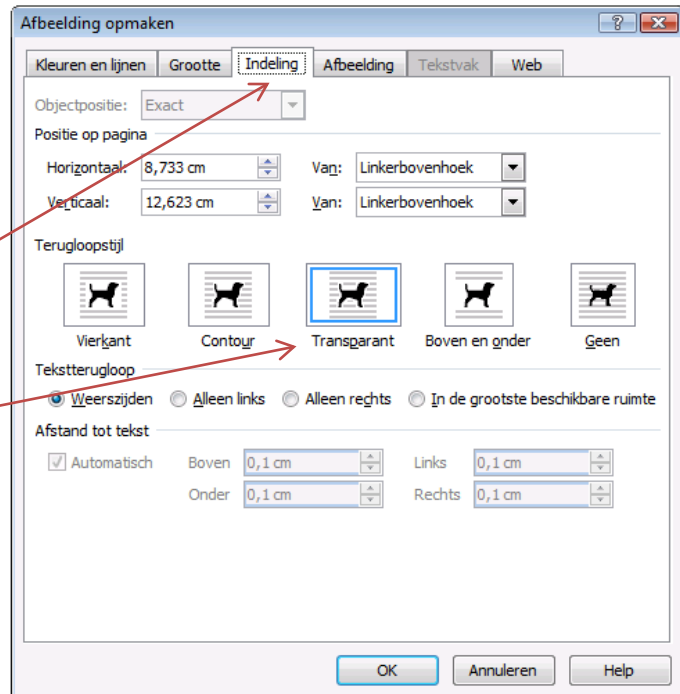 Afbeelding opmaken
Kleuren en lijnen Grootte Indeling Afbeelding Tekstvak Web
Objectpositie: Exact
Positie op pagina
Horizontaal: 8,733 cm Van: Linkerbovenhoek
Verticaal: 12,623 cm Van: Linkerbovenhoek
Terugloopstijl
Vierkant Contour Transparant Boven en onder Geen
Tekstterugloop
Weerszijden Alleen links Alleen rechts In de grootste beschikbare ruimte
Afstand tot tekst
Automatisch Boven 0,1 cm Links 0,1 cm
Onder 0,1 cm Rechts 0,1 cm
OK Annuleren Help